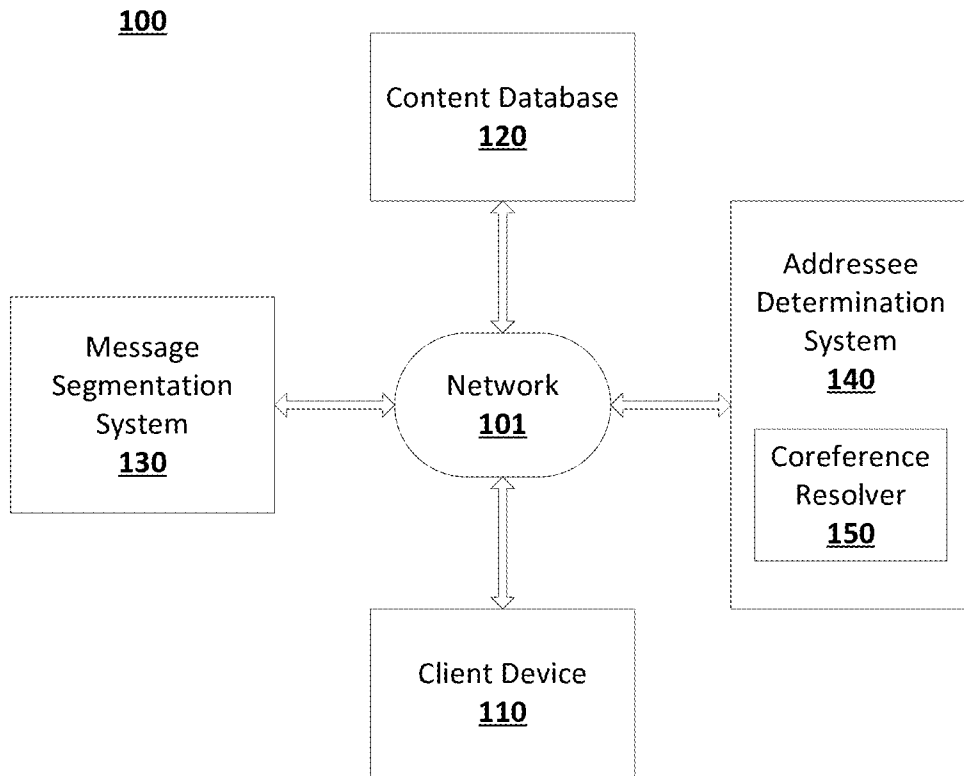 100
Content Database
120
Addressee
Determination
System
140
Message
Segmentation
System
130
Network
101
Coreference
Resolver
150
Client Device
110